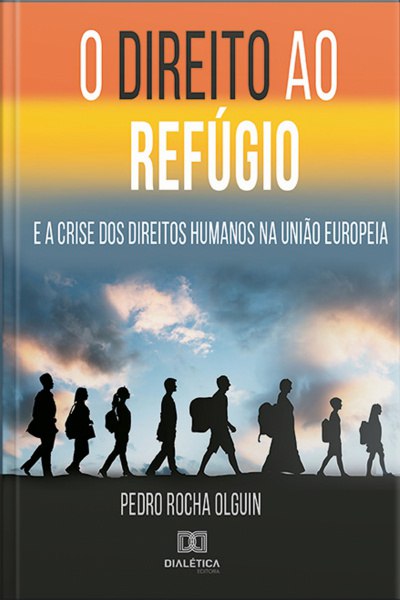 O DIREITO AO
REFÚGIO
E A CRISE DOS DIREITOS HUMANOS NA UNIÃO EUROPEIA
PEDRO ROCHA OLGUIN
DIALÉTICA
EDITORA